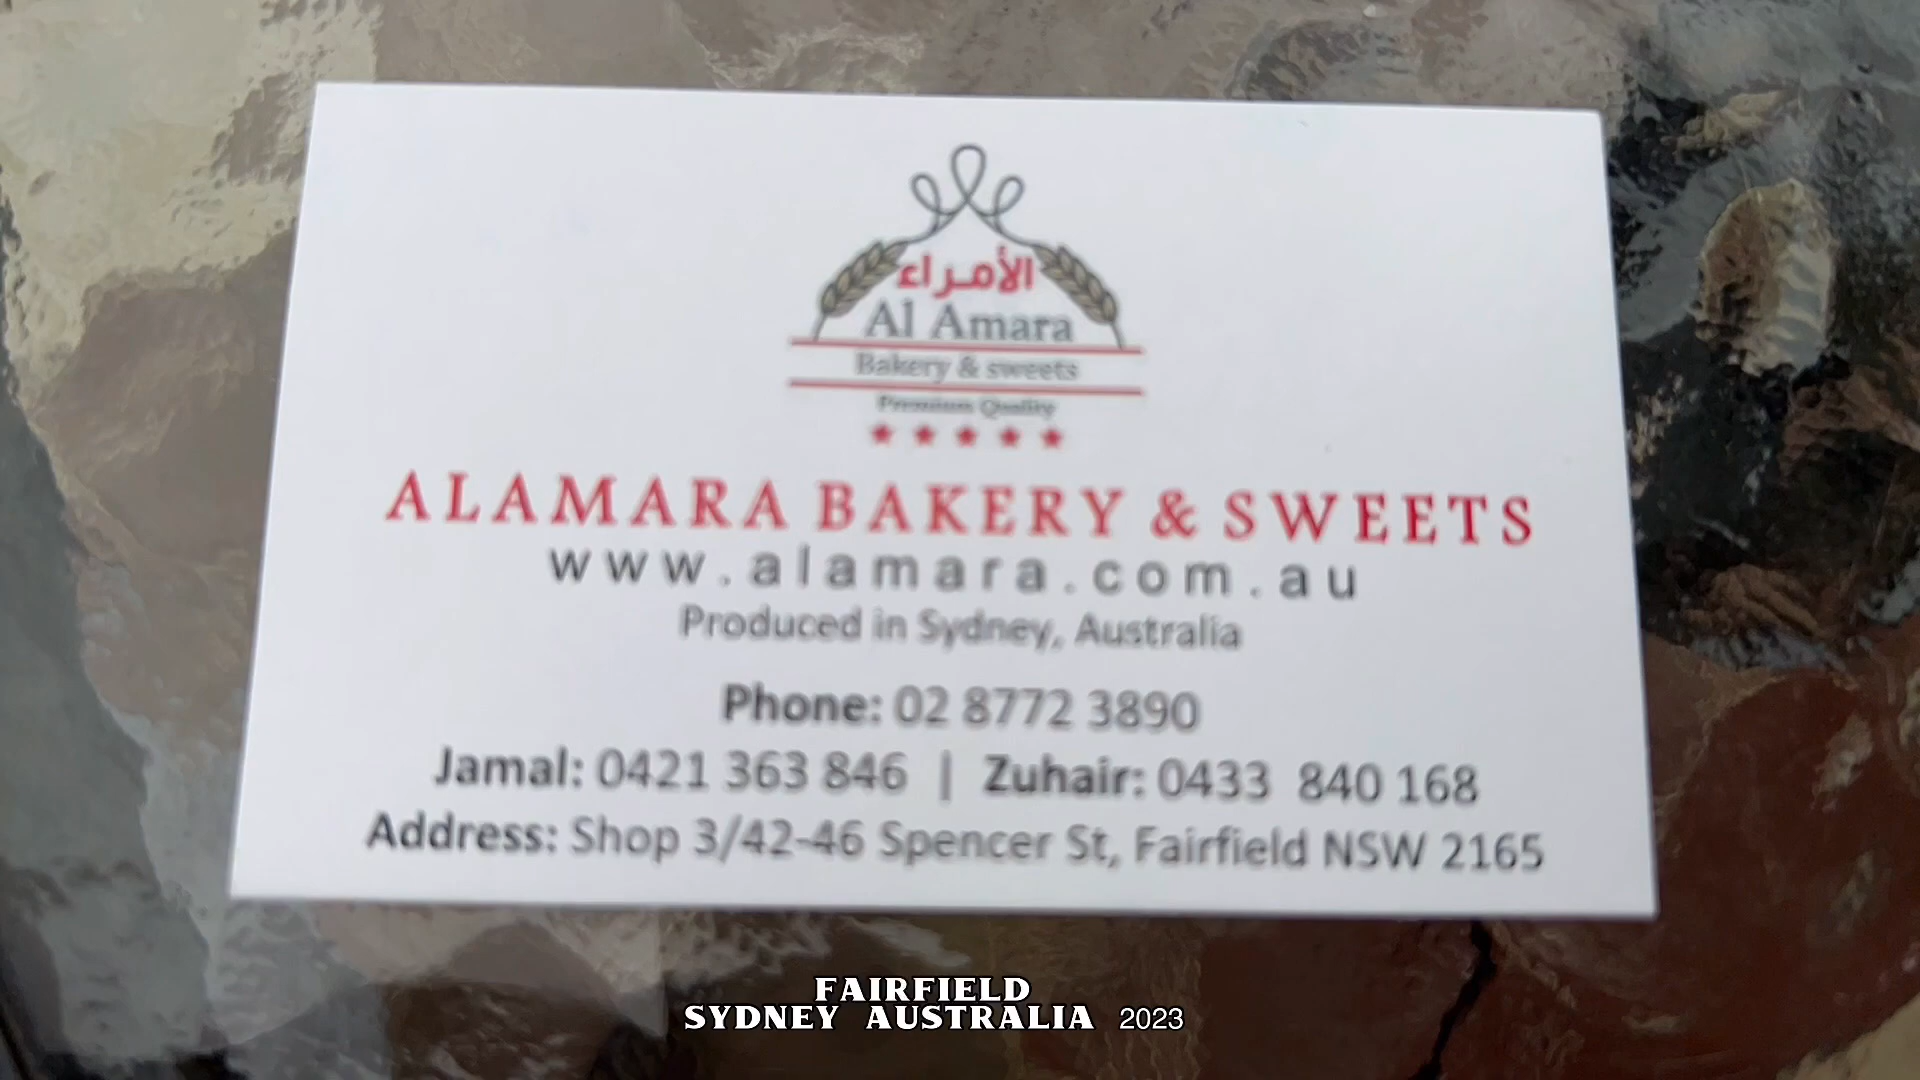 الأمراء
Al Amara
Bakery & sweets
Premium Quality
ALAMARA BAKERY & SWEETS
www.alamara.com.au
Produced in Sydney, Australia
Phone: 02 8772 3890
Jamal: 0421 363 846 | Zuhair: 0433 840 168
Address: Shop 3/42-46 Spencer St, Fairfield NSW 2165
FAIRFIELD
SYDNEY AUSTRALIA 2023